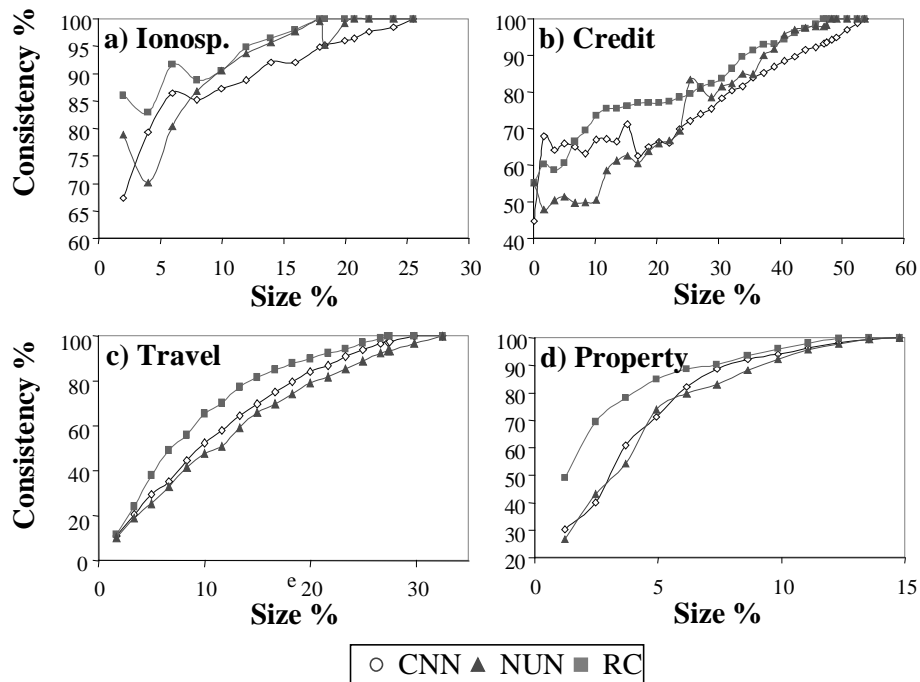 Consistency %
a) Ionosp.
100
95
90
85
80
75
70
65
60
0 5 10 15 20 25 30
Size %
b) Credit
100
90
80
70
60
50
40
0 10 20 30 40 50 60
Size %
Consistency %
c) Travel
100
80
60
40
20
0
0 10 20 30
e
Size %
d) Property
100
90
80
70
60
50
40
30
20
0 5 10 15
Size %
CNN NUN RC